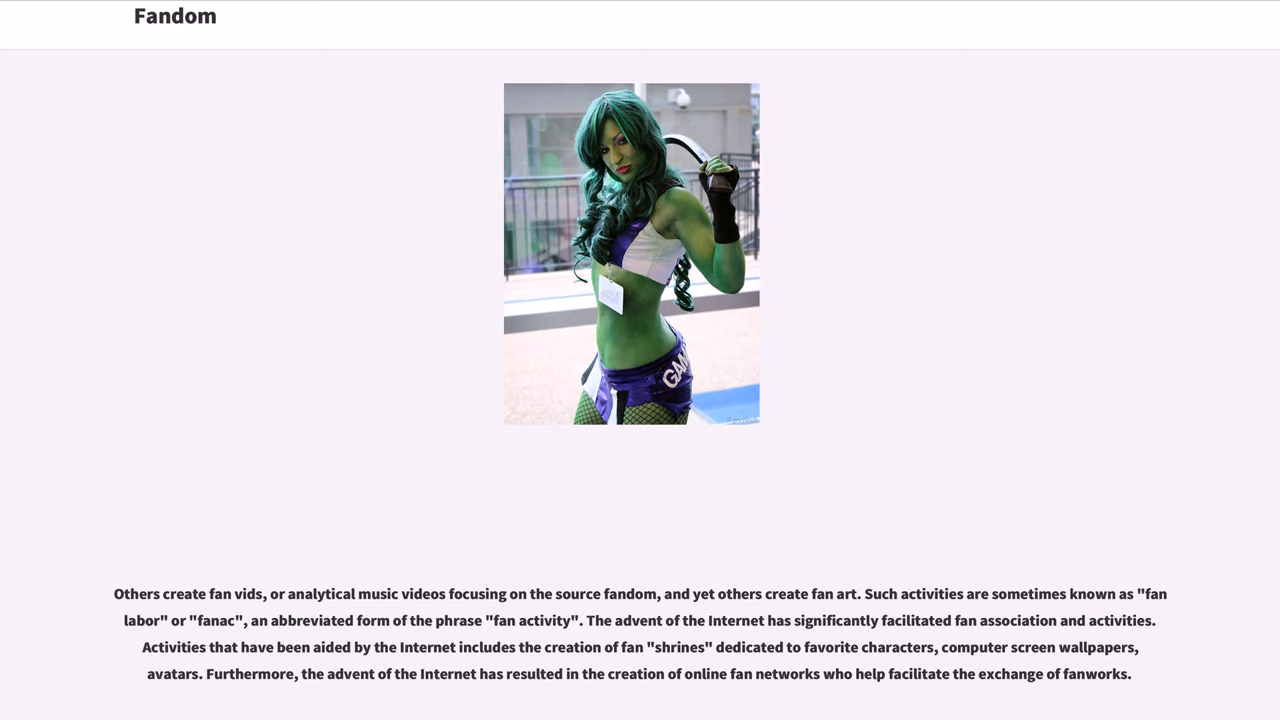 Fandom
GAM
Others create fan vids, or analytical music videos focusing on the source fandom, and yet others create fan art. Such activities are sometimes known as "fan
labor" or "fanac", an abbreviated form of the phrase "fan activity". The advent of the Internet has significantly facilitated fan association and activities.
Activities that have been aided by the Internet includes the creation of fan "shrines" dedicated to favorite characters, computer screen wallpapers,
avatars. Furthermore, the advent of the Internet has resulted in the creation of online fan networks who help facilitate the exchange of fanworks.